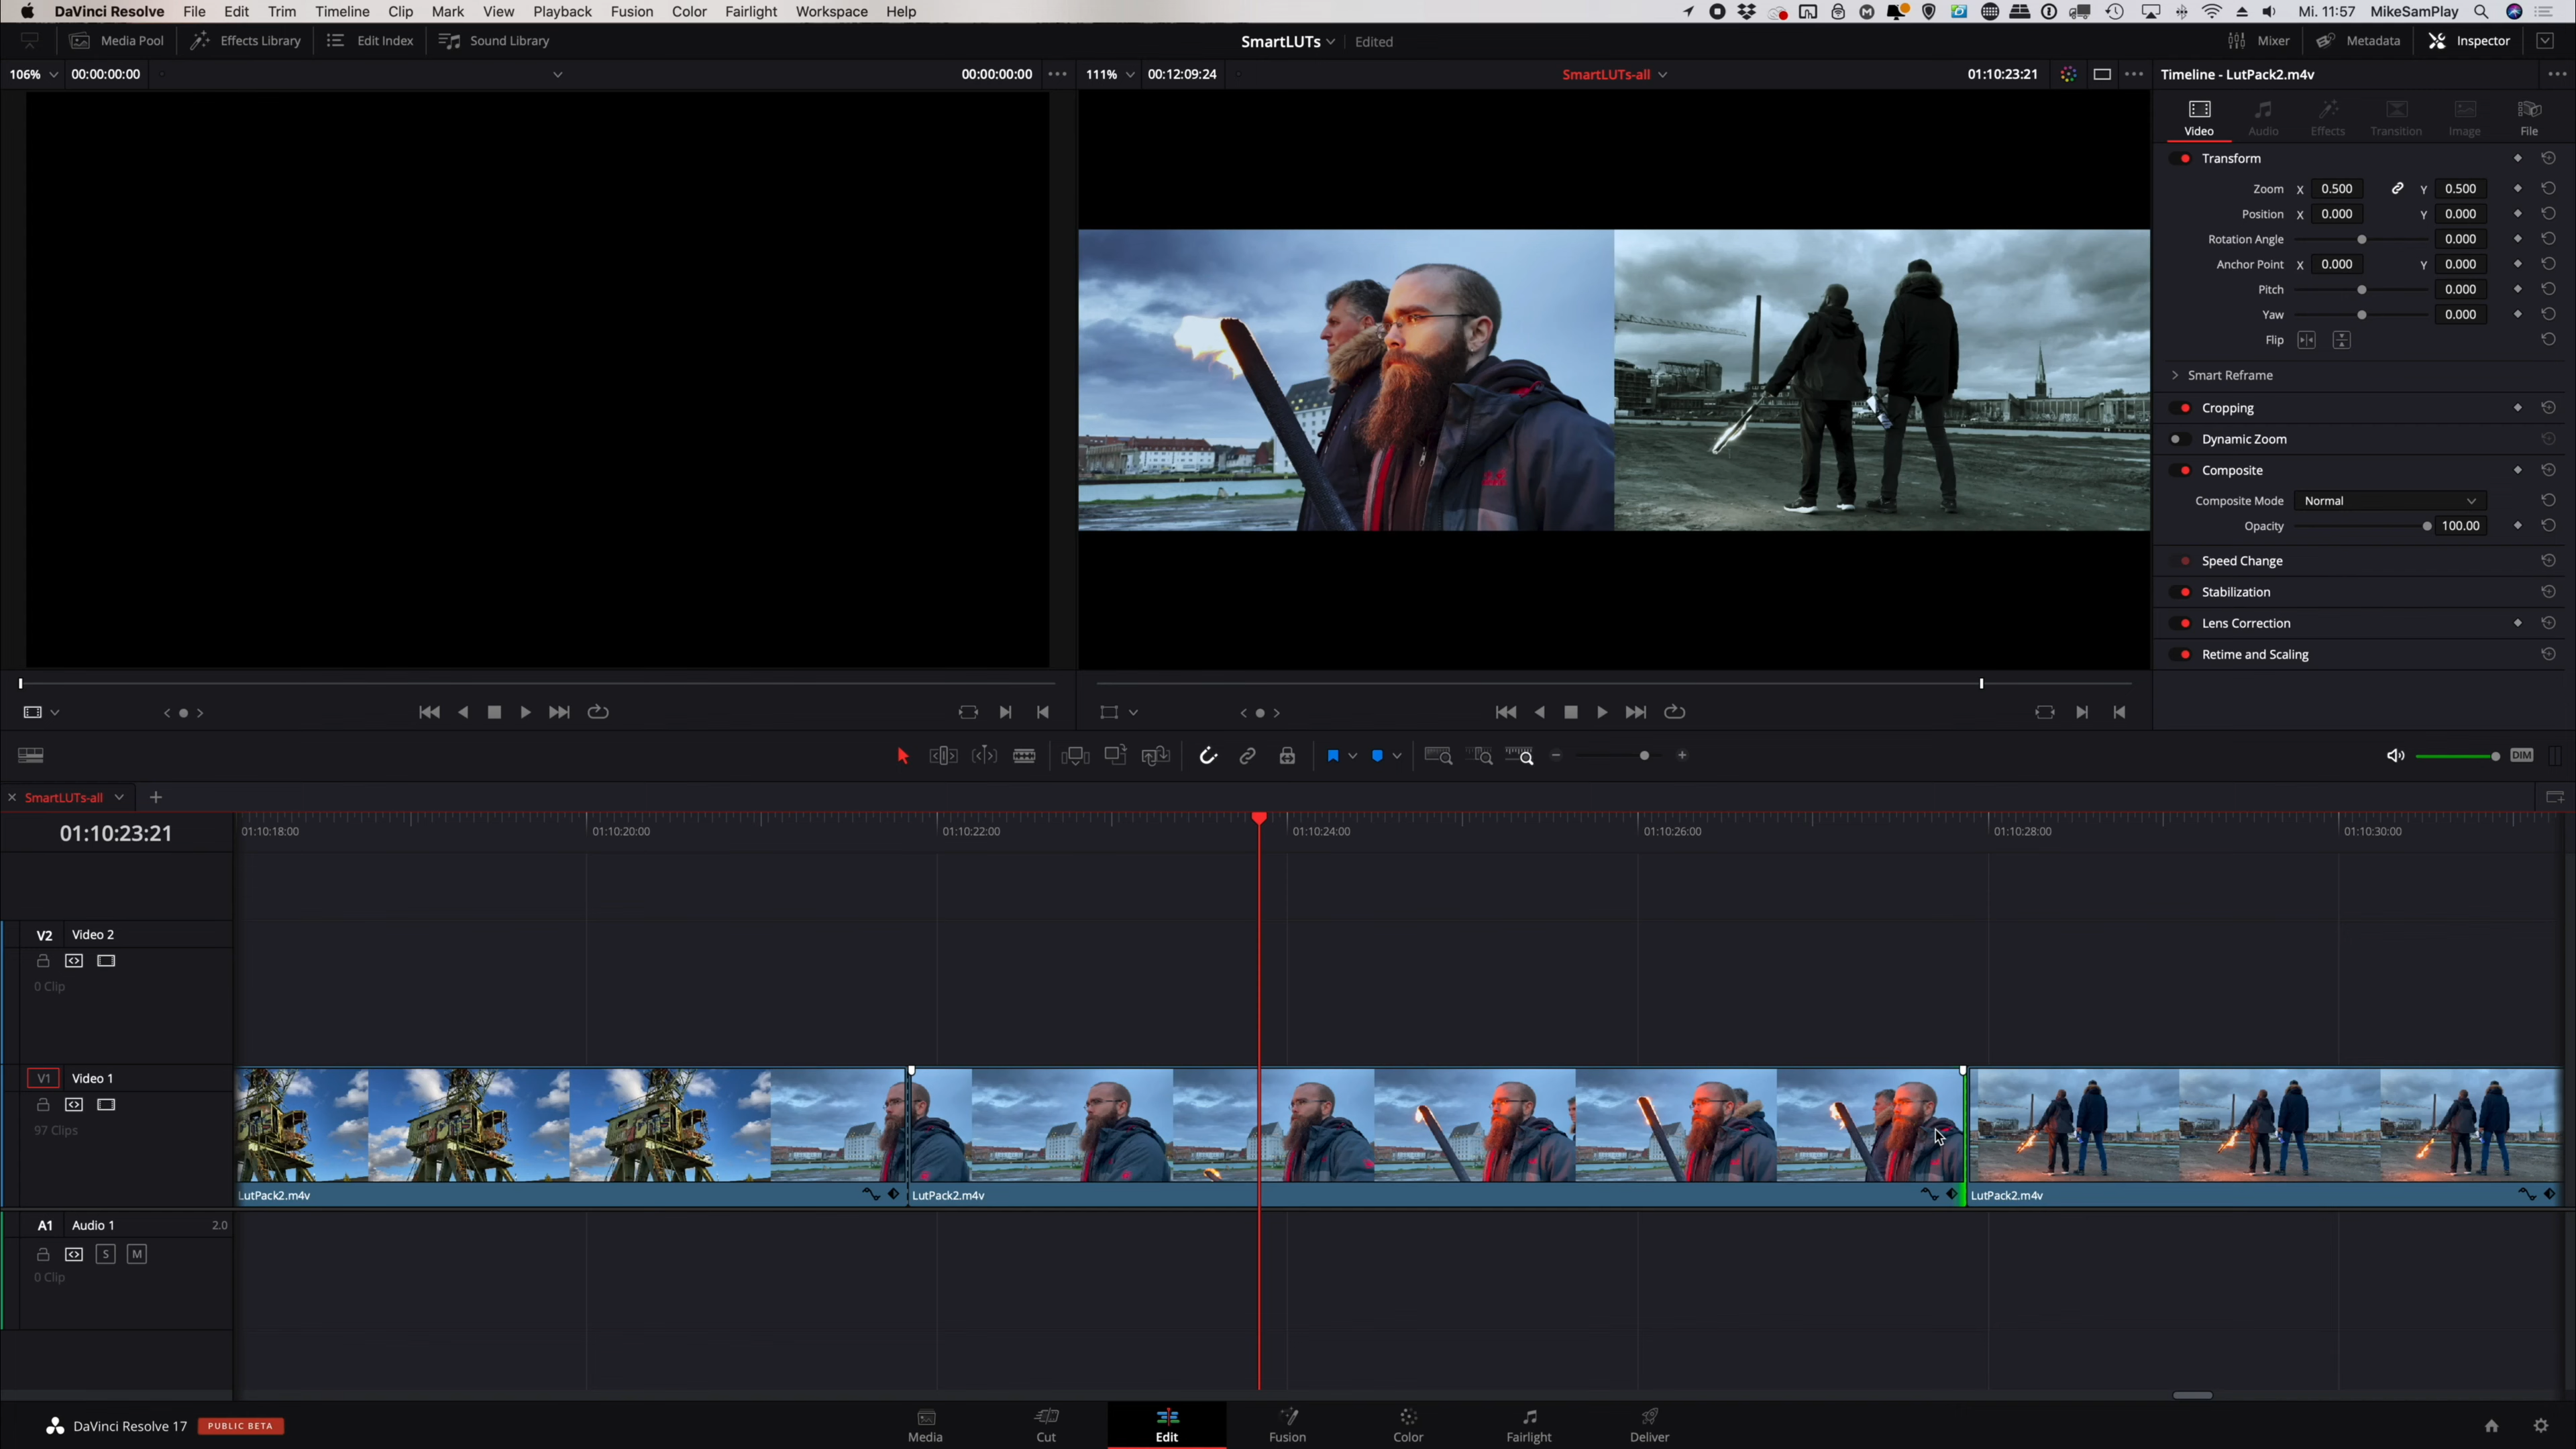 DaVinci Resolve File Edit Trim Timeline Clip Mark View Playback Fusion Color Fairlight Workspace Help Mi. 11:57 MikeSamPlay
Media Pool Effects Library Edit Index Sound Library SmartLUTs Edited Mixer Metadata Inspector
106% 00:00:00:00 00:00:00:00 111% 00:12:09:24 SmartLUTs-all 01:10:23:21 Timeline - LutPack2.m4v
Video Audio Effects Transition Image File
Transform
Zoom X 0.500 Y 0.500
Position X 0.000 Y 0.000
Rotation Angle 0.000
Anchor Point X 0.000 Y 0.000
Pitch 0.000
Yaw 0.000
Flip
Smart Reframe
Cropping
Dynamic Zoom
Composite
Composite Mode Normal
Opacity 100.00
Speed Change
Stabilization
Lens Correction
Retime and Scaling
DIM
SmartLUTs-all
01:10:23:21 01:10:18:00 01:10:20:00 01:10:22:00 01:10:24:00 01:10:26:00 01:10:28:00 01:10:30:00
V2 Video 2
0 Clip
V1 Video 1
97 Clips
LutPack2.m4v LutPack2.m4v LutPack2.m4v
A1 Audio 1 2.0
S M
0 Clip
DaVinci Resolve 17 PUBLIC BETA
Media Cut Edit Fusion Color Fairlight Deliver